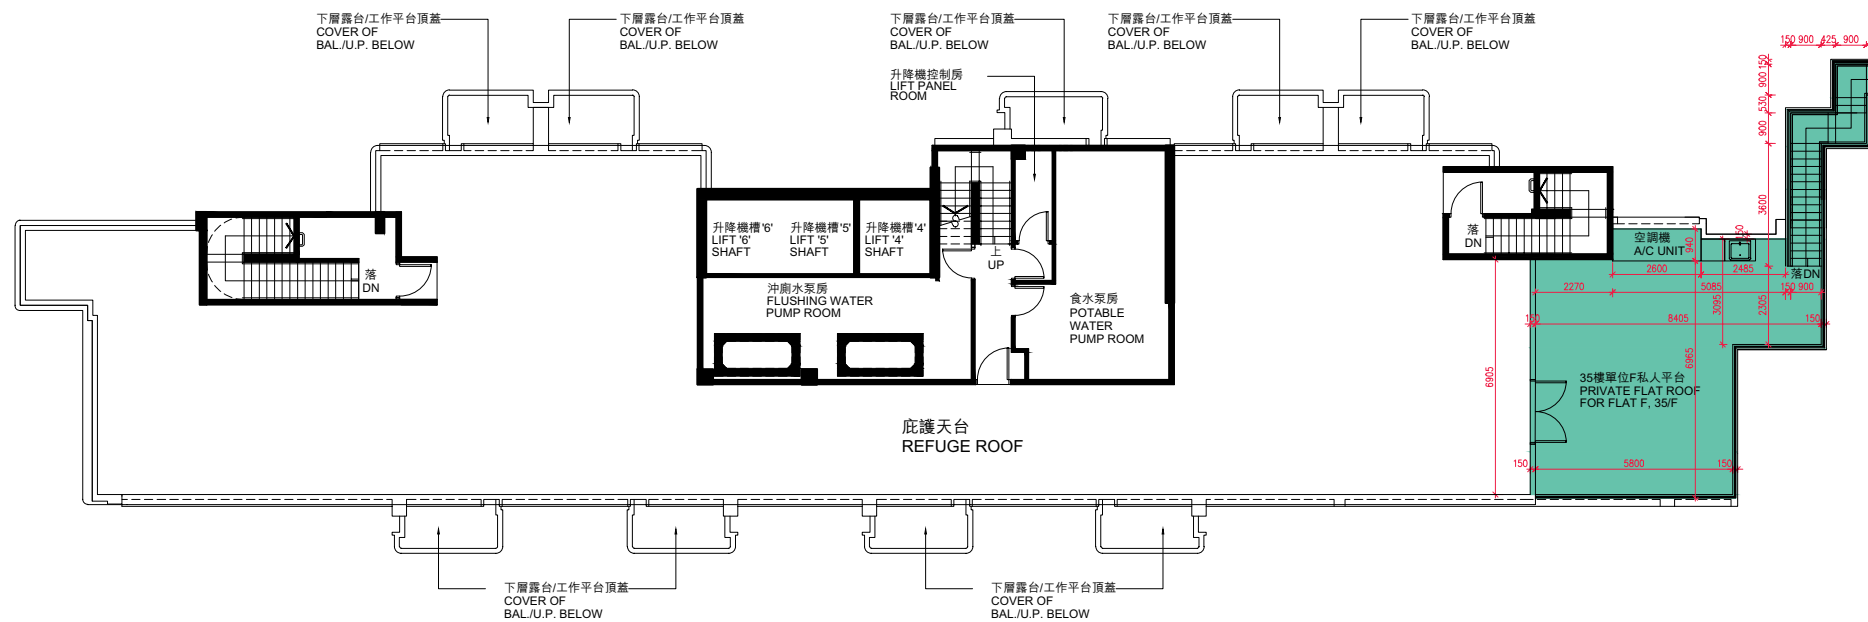 下層露台/工作平台頂蓋
COVER OF
BAL./U.P. BELOW
下層露台/工作平台頂蓋
COVER OF
BAL./U.P. BELOW
下層露台/工作平台頂蓋
COVER OF
BAL./U.P. BELOW
下層露台/工作平台頂蓋
COVER OF
BAL./U.P. BELOW
下層露台/工作平台頂蓋
COVER OF
BAL./U.P. BELOW
升降機控制房
LIFT PANEL
ROOM
150 900 425 900
150
900
530
900
3600
升降機槽'6'
LIFT '6'
SHAFT
升降機槽'5'
LIFT '5'
SHAFT
升降機槽'4'
LIFT '4'
SHAFT
上
UP
落
DN
落
DN
空調機
A/C UNIT
940
150
落DN
2600
2485
2270
5085
150 900
3095
2305
150
8405
150
沖廁水泵房
FLUSHING WATER
PUMP ROOM
食水泵房
POTABLE
WATER
PUMP ROOM
6905
6965
35樓單位F私人平台
PRIVATE FLAT ROOF
FOR FLAT F, 35/F
庇護天台
REFUGE ROOF
150
5800
150
下層露台/工作平台頂蓋
COVER OF
BAL./U.P. BELOW
下層露台/工作平台頂蓋
COVER OF
BAL./U.P. BELOW